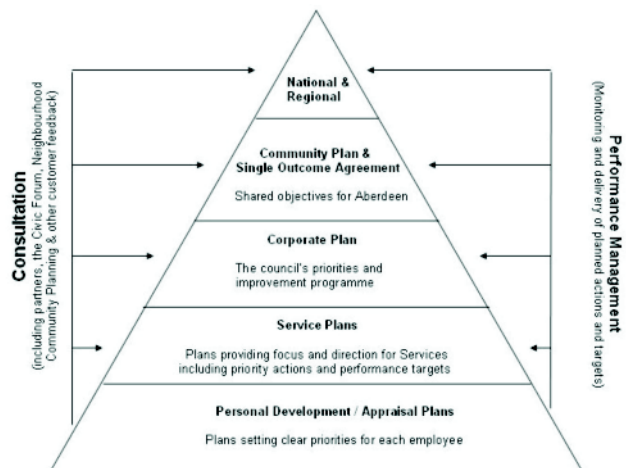 National &
Regional
Community Plan &
Single Outcome Agreement
Shared objectives for Aberdeen
Corporate Plan
The council's priorities and
improvement programme
Service Plans
Plans providing focus and direction for Services
including priority actions and performance targets
Personal Development / Appraisal Plans
Plans setting clear priorities for each employee
Consultation
(including partners, the Civic Forum, Neighbourhood
Community Planning & other customer feedback)
Performance Management
(Monitoring and delivery of planned actions and targets)